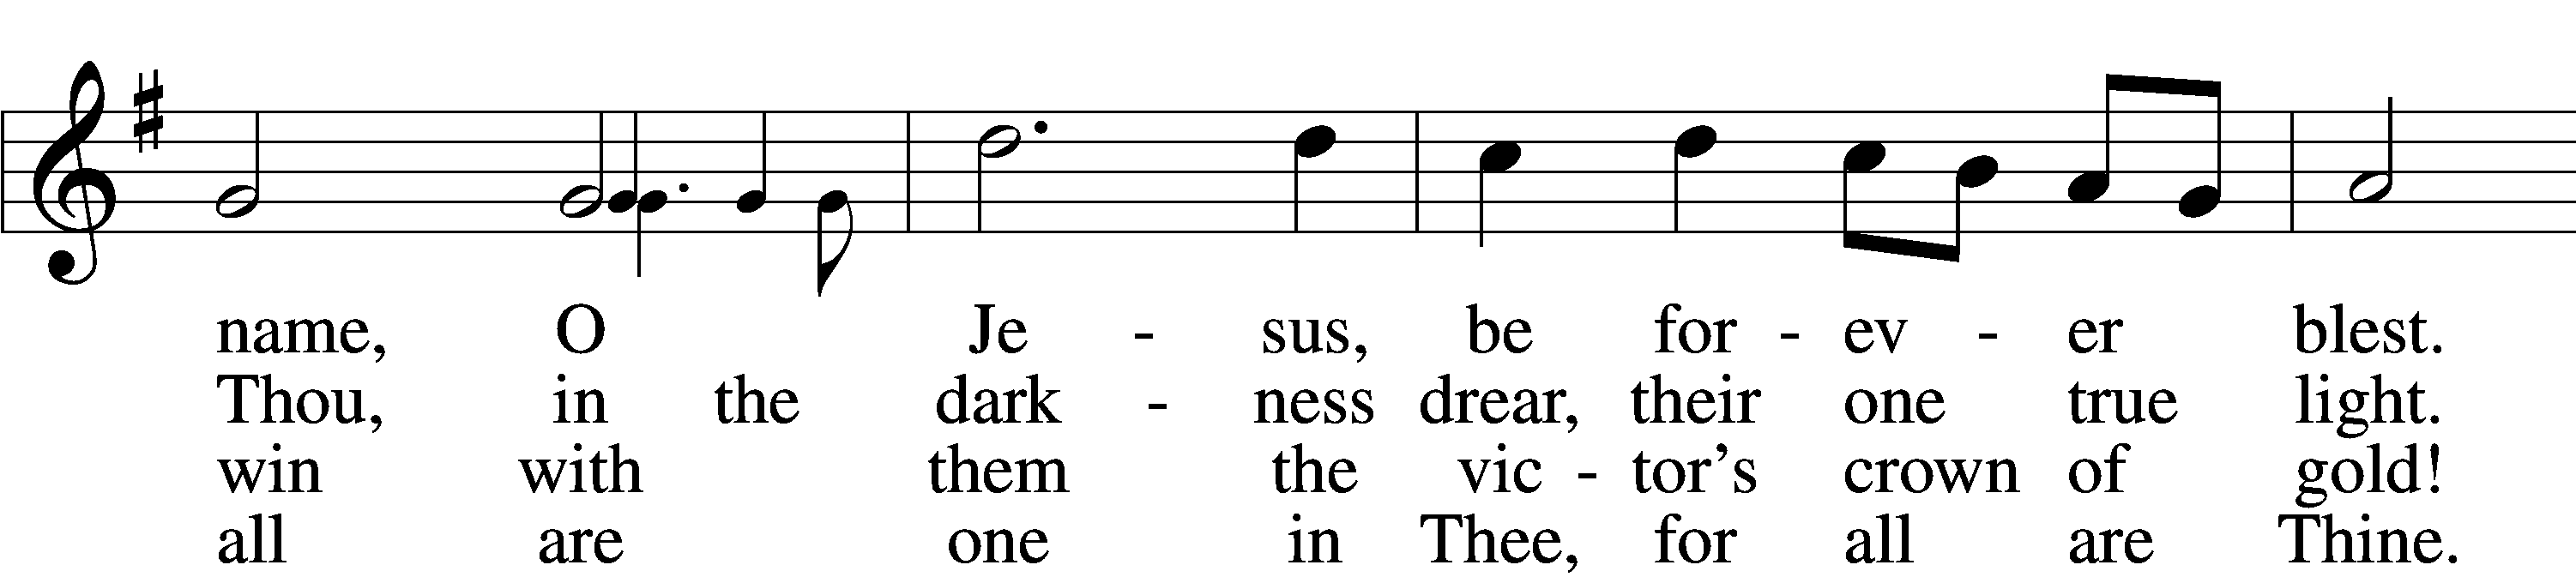 name, O Je - sus, be for - ev - er blest.
Thou, in the dark - ness drear, their one true light.
win with them the vic - tor’s crown of gold!
all are one in Thee, for all are Thine.